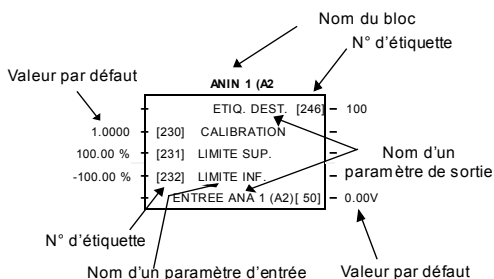 Nom du bloc
N° d'étiquette
Valeur par défaut
ANIN 1 (A2
ETIQ. DEST. [246] 100
1.0000 [230] CALIBRATION
100.00 % [231] LIMITE SUP.
-100.00 % [232] LIMITE INF.
ENTREE ANA 1 (A2)[ 50] 0.00V
Nom d'un
paramètre de sortie
N° d'étiquette
Nom d'un paramètre d'entrée
Valeur par défaut